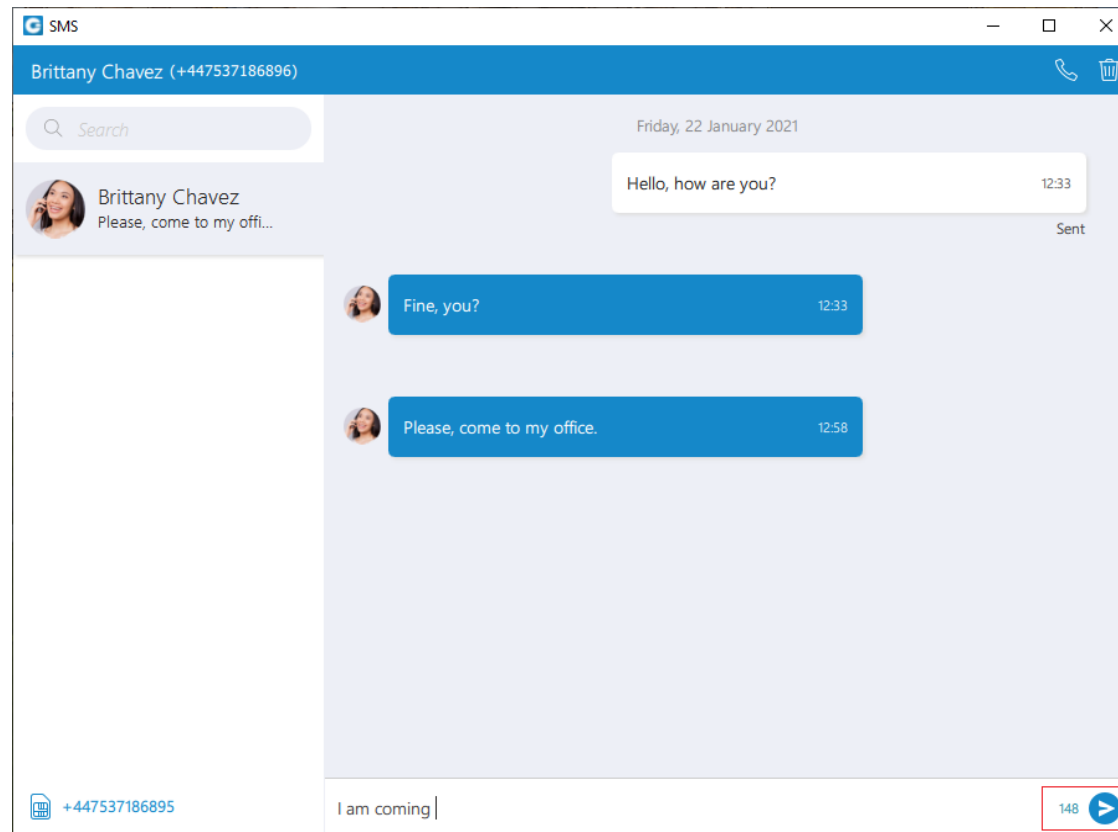 SMS
Brittany Chavez (+447537186896)
Search
Brittany Chavez
Please, come to my offi...
Friday, 22 January 2021
Hello, how are you? 12:33
Sent
Fine, you? 12:33
Please, come to my office. 12:58
+447537186895
I am coming
148